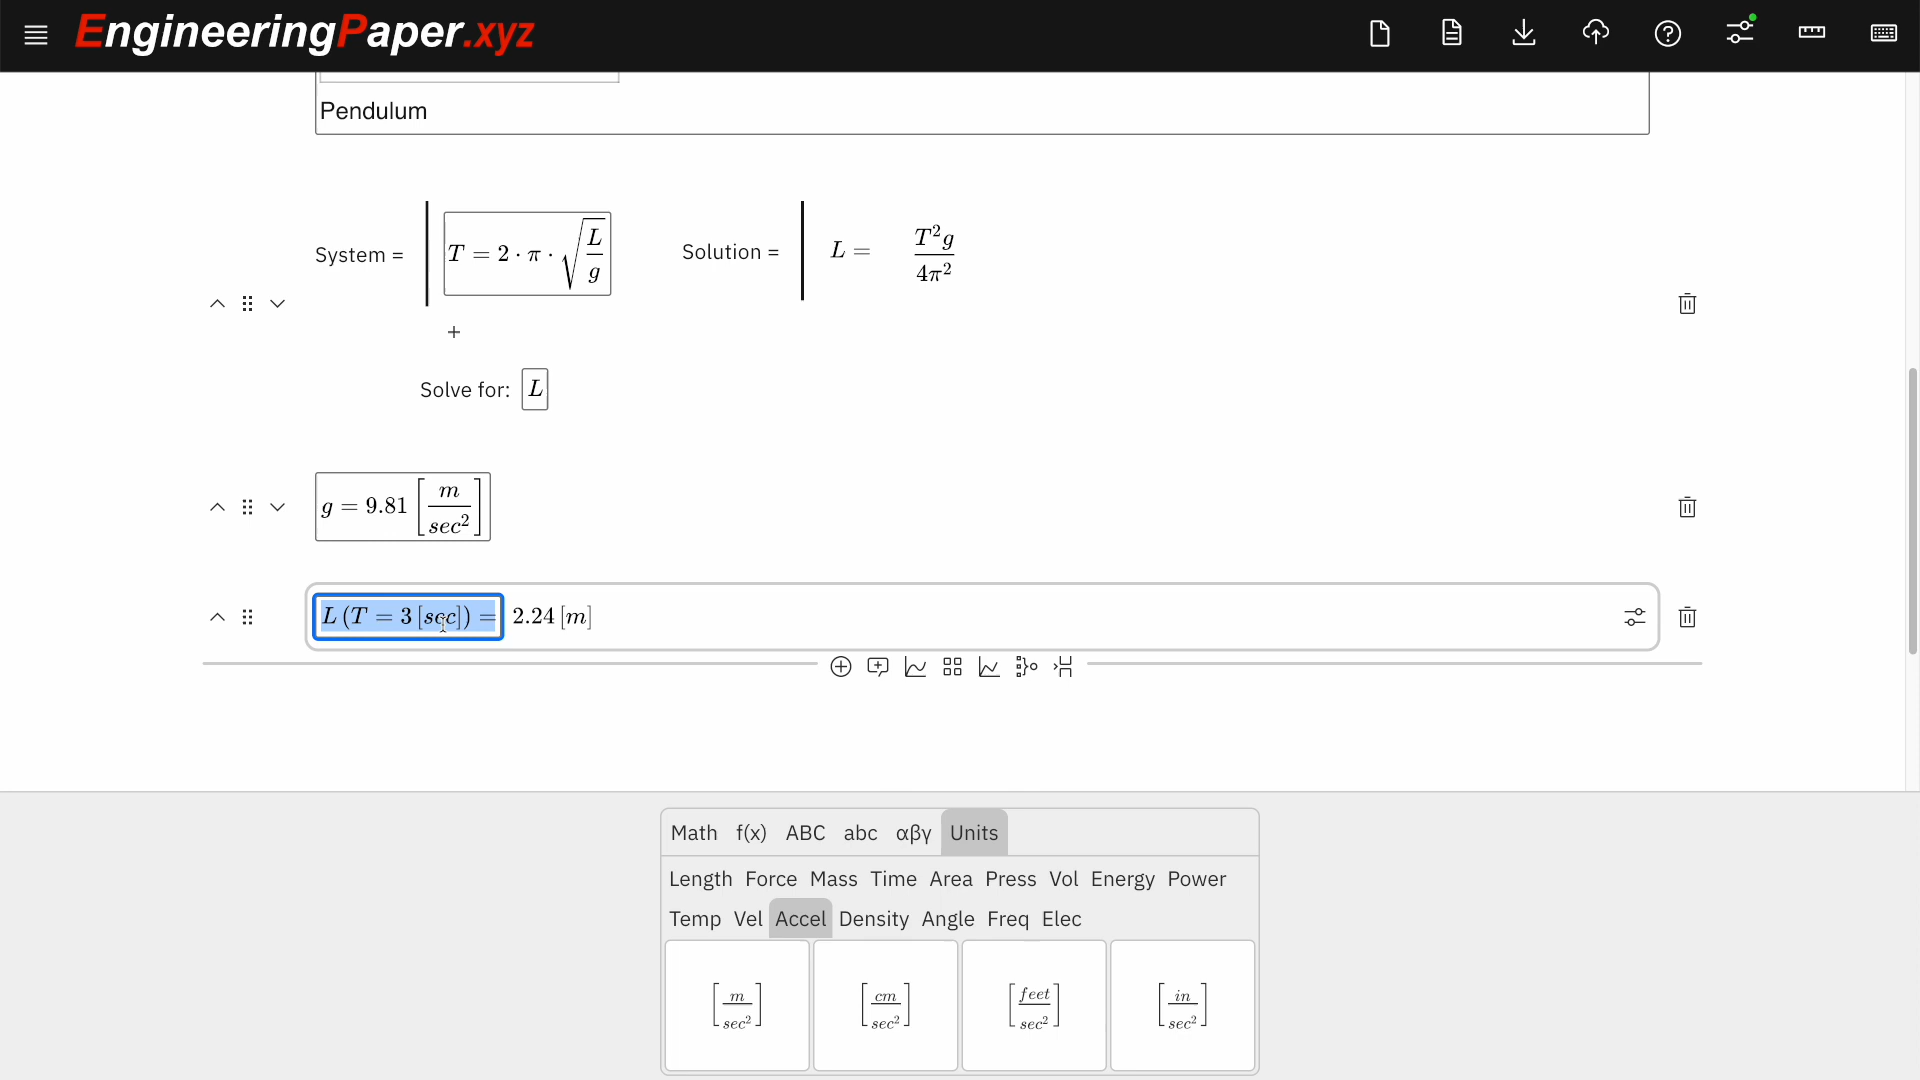 EngineeringPaper.xyz
Pendulum
System = T = 2 · π · √(L/g) Solution = L = T²g/4π²
+
Solve for: L
g = 9.81 [m/sec²]
L (T = 3 [sec]) = 2.24 [m]
Math f(x) ABC abc αβγ Units
Length Force Mass Time Area Press Vol Energy Power
Temp Vel Accel Density Angle Freq Elec
[m/sec²] [cm/sec²] [feet/sec²] [in/sec²]